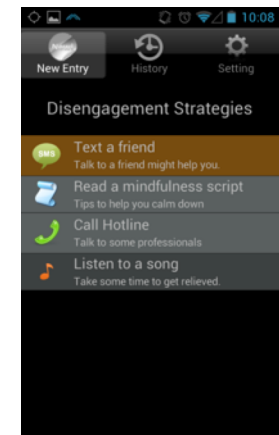 10:08
New Entry
History
Setting
Disengagement Strategies
SMS
Text a friend
Talk to a friend might help you.
Read a mindfulness script
Tips to help you calm down
Call Hotline
Talk to some professionals
Listen to a song
Take some time to get relieved.